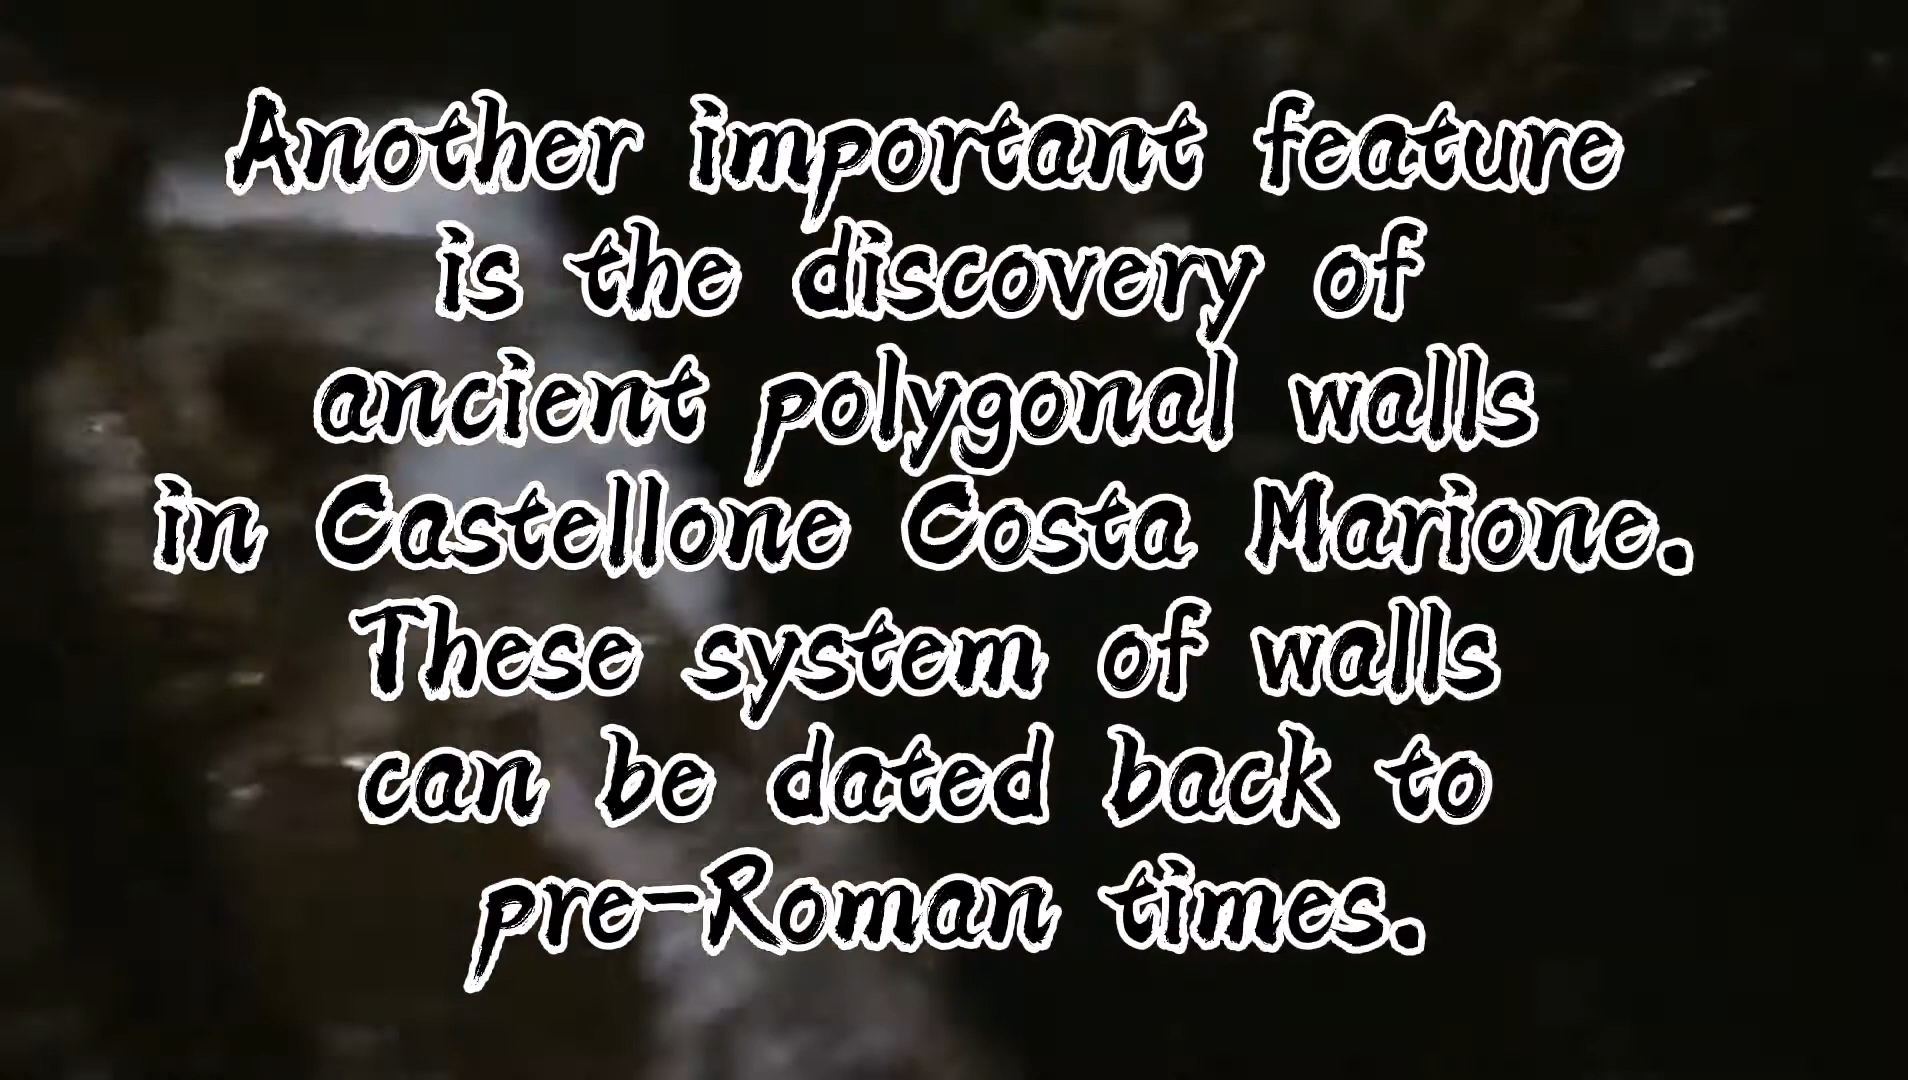 Another important feature
is the discovery of
ancient polygonal walls
in Castellone Costa Marione.
These system of walls
can be dated back to
pre-Roman times.